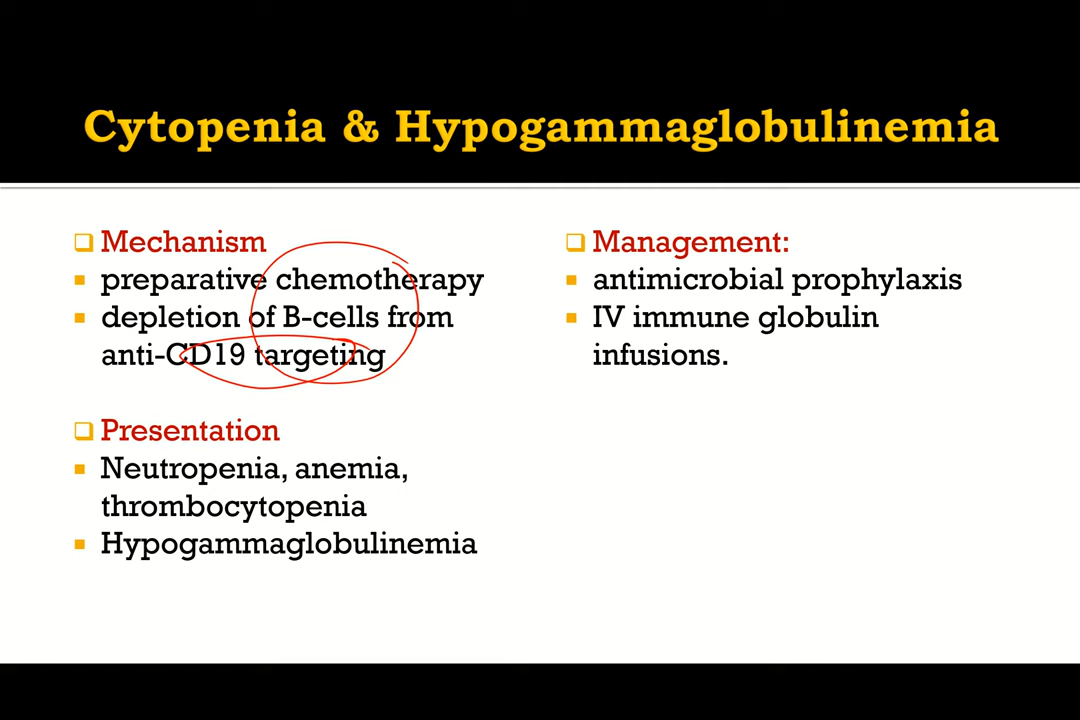 Cytopenia & Hypogammaglobulinemia
Mechanism
preparative chemotherapy
depletion of B-cells from
anti-CD19 targeting
Presentation
Neutropenia, anemia,
thrombocytopenia
Hypogammaglobulinemia
Management:
antimicrobial prophylaxis
IV immune globulin
infusions.